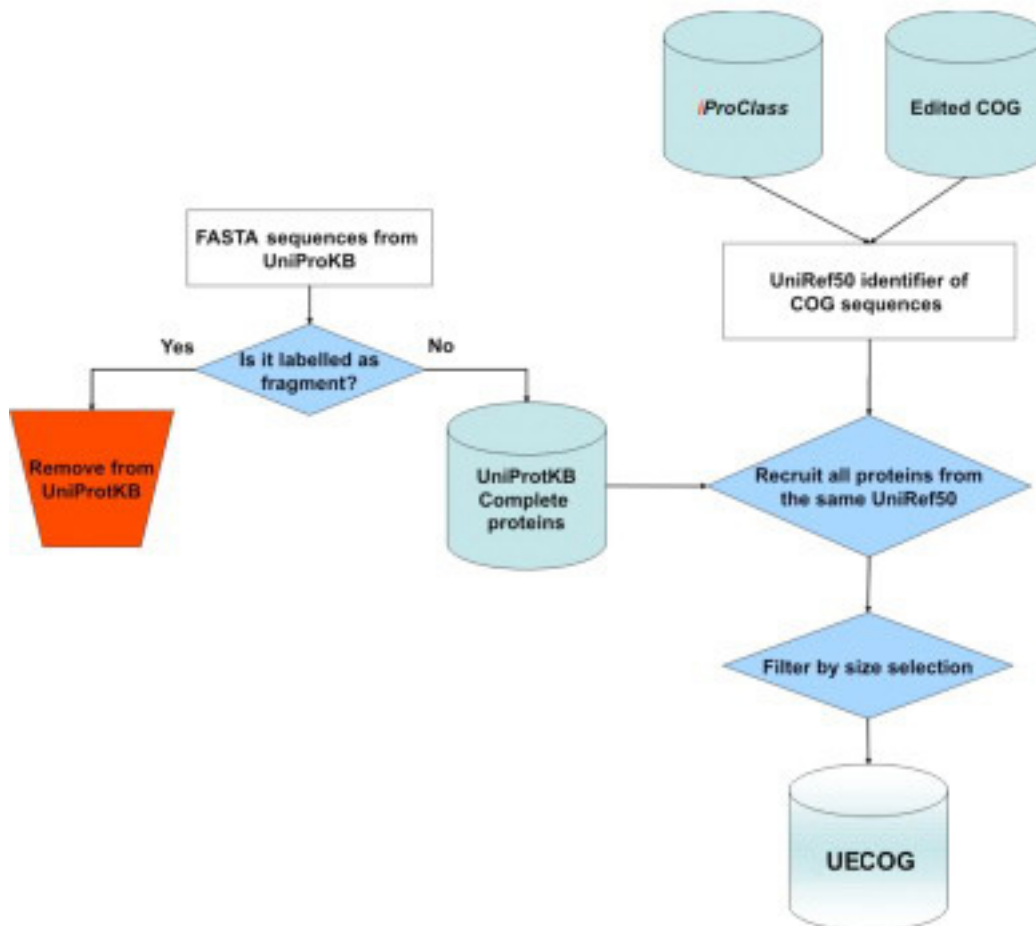 iProClass
Edited COG
FASTA sequences from
UniProKB
UniRef50 identifier of
COG sequences
Yes
No
Is it labelled as
fragment?
Remove from
UniProtKB
UniProtKB
Complete
proteins
Recruit all proteins from
the same UniRef50
Filter by size selection
UECOG